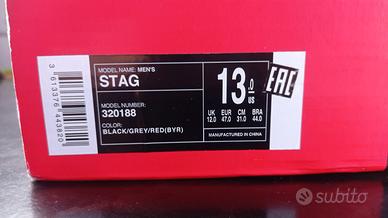 3613376443820
MODEL NAME: MEN'S
STAG
MODEL NUMBER:
320188
COLOR:
BLACK/GREY/RED(BYR)
13.0
US
UK EUR CM BRA
12.0 47.0 31.0 44.0
MANUFACTURED IN CHINA
EAC
subito